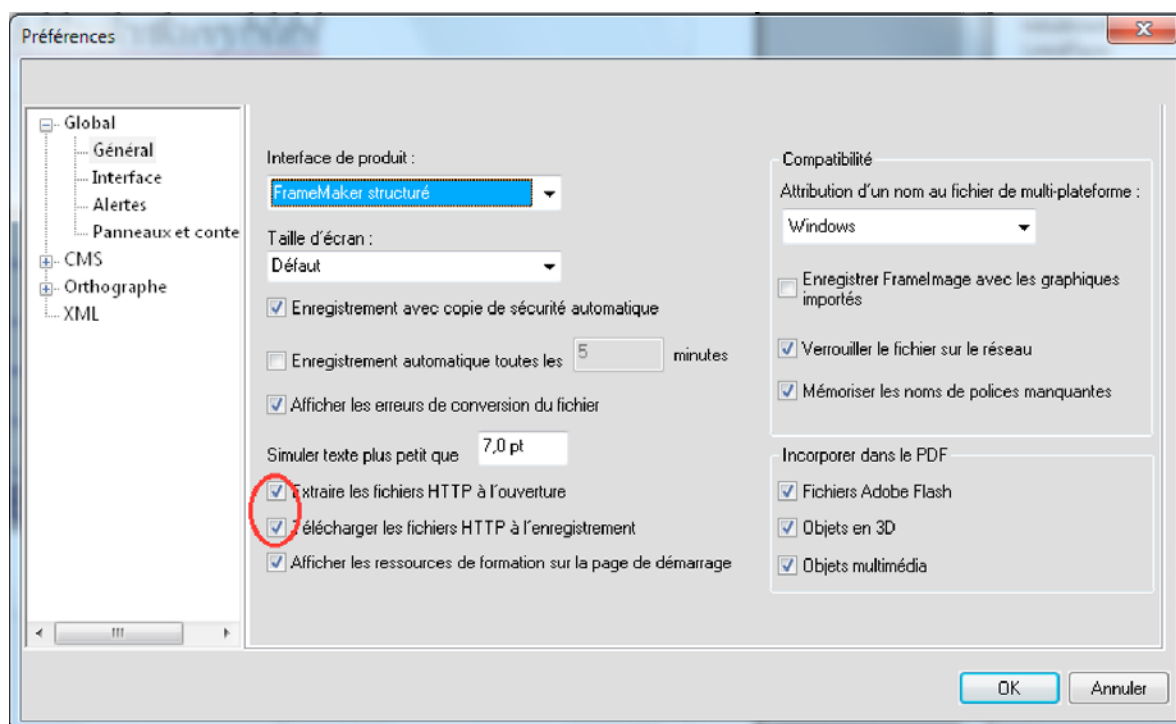 Préférences
Global
Général
Interface
Alertes
Panneaux et conte
CMS
Orthographe
XML
Interface de produit :
FrameMaker structuré
Taille d'écran :
Défaut
Enregistrement avec copie de sécurité automatique
Enregistrement automatique toutes les 5 minutes
Afficher les erreurs de conversion du fichier
Simuler texte plus petit que 7,0 pt
Extraire les fichiers HTTP à l'ouverture
Télécharger les fichiers HTTP à l'enregistrement
Afficher les ressources de formation sur la page de démarrage
Compatibilité
Attribution d'un nom au fichier de multi-plateforme :
Windows
Enregistrer FrameImage avec les graphiques
importés
Verrouiller le fichier sur le réseau
Mémoriser les noms de polices manquantes
Incorporer dans le PDF
Fichiers Adobe Flash
Objets en 3D
Objets multimédia
OK
Annuler